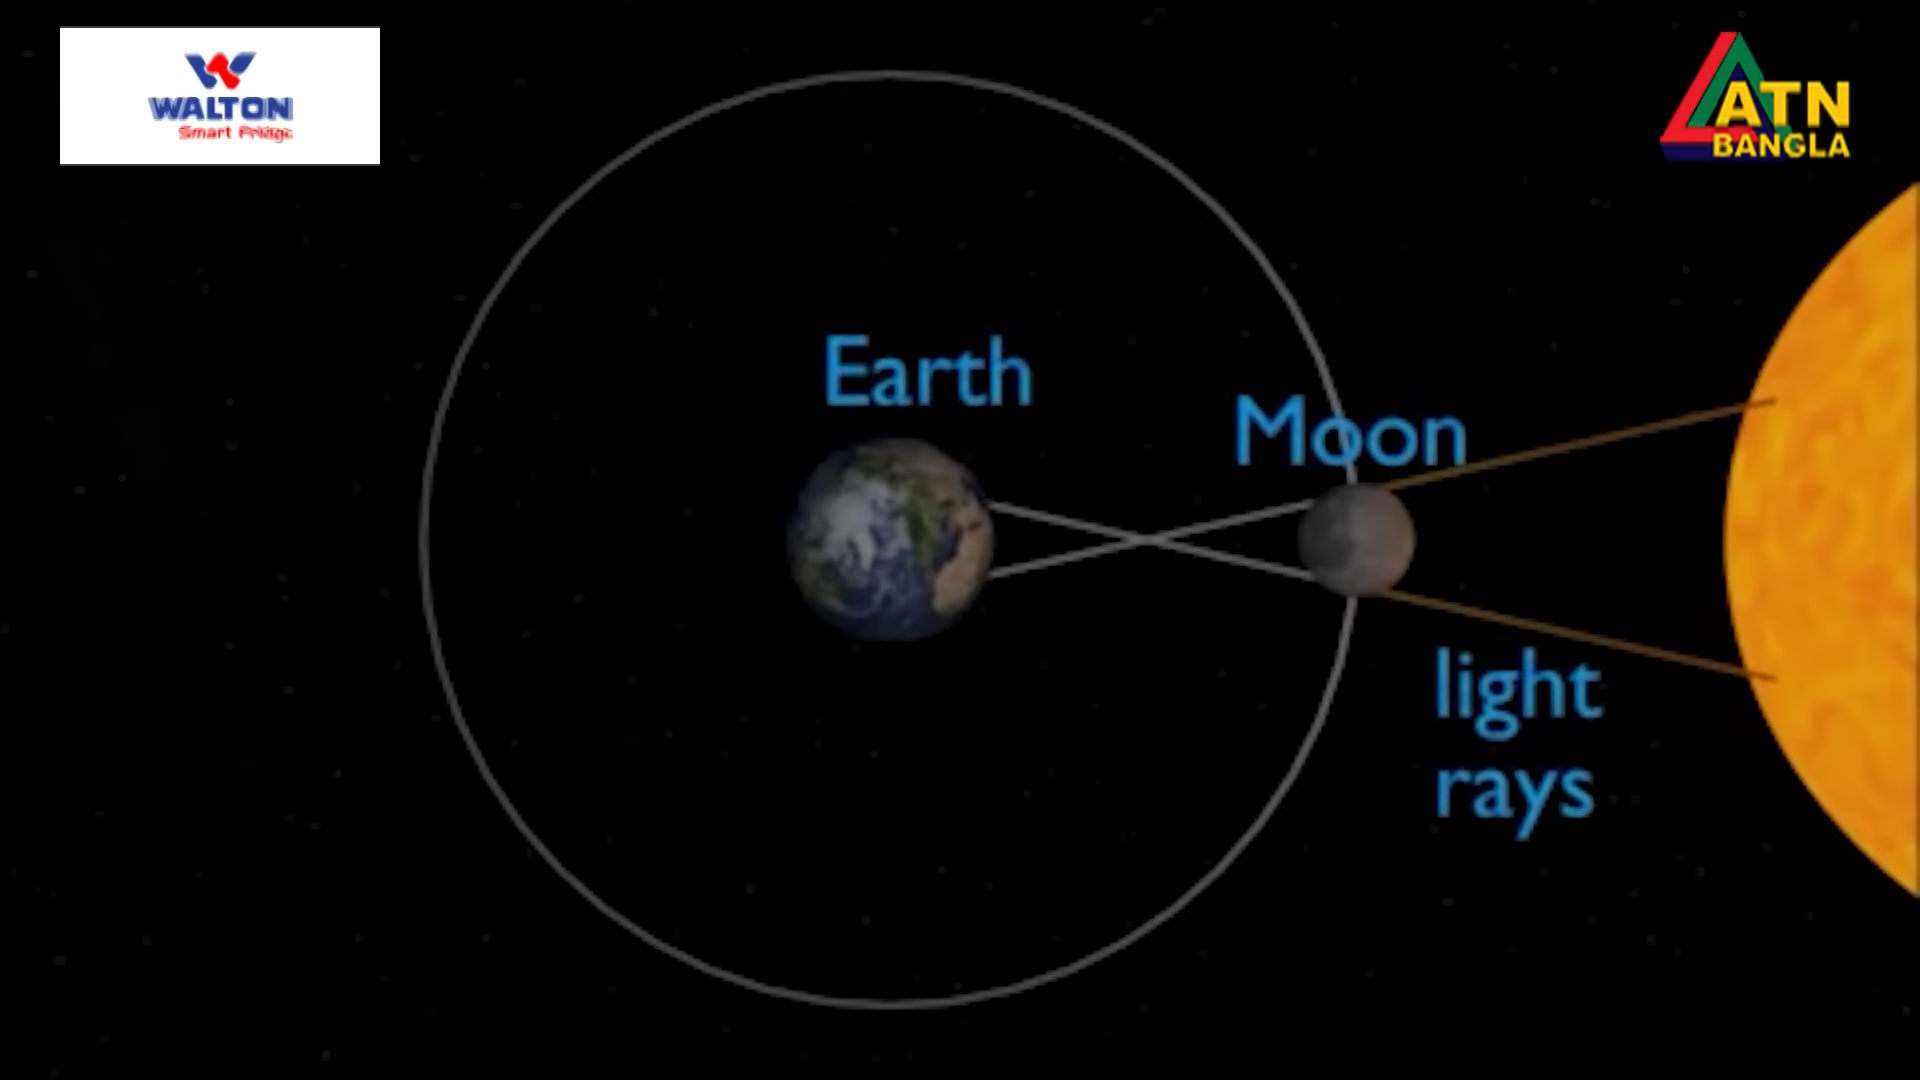 WALTON
Smart Fridge
ATN
BANGLA
Earth
Moon
light
rays